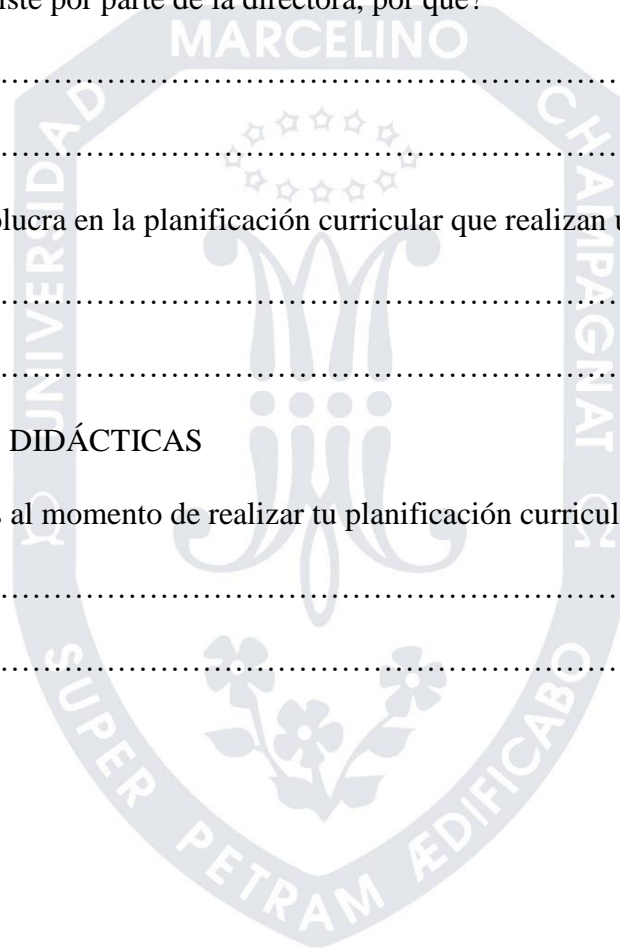 iste por parte de la directora, por qué?
MARCELINO
……………………………………………………………
……………………………………………………………
olucra en la planificación curricular que realizan u
……………………………………………………………
……………………………………………………………
DIDÁCTICAS
s al momento de realizar tu planificación curricul
……………………………………………………………
……………………………………………………………
UNIVERSIDAD
CHAMPAGNAT
SUPER PETRAM ÆDIFICABO